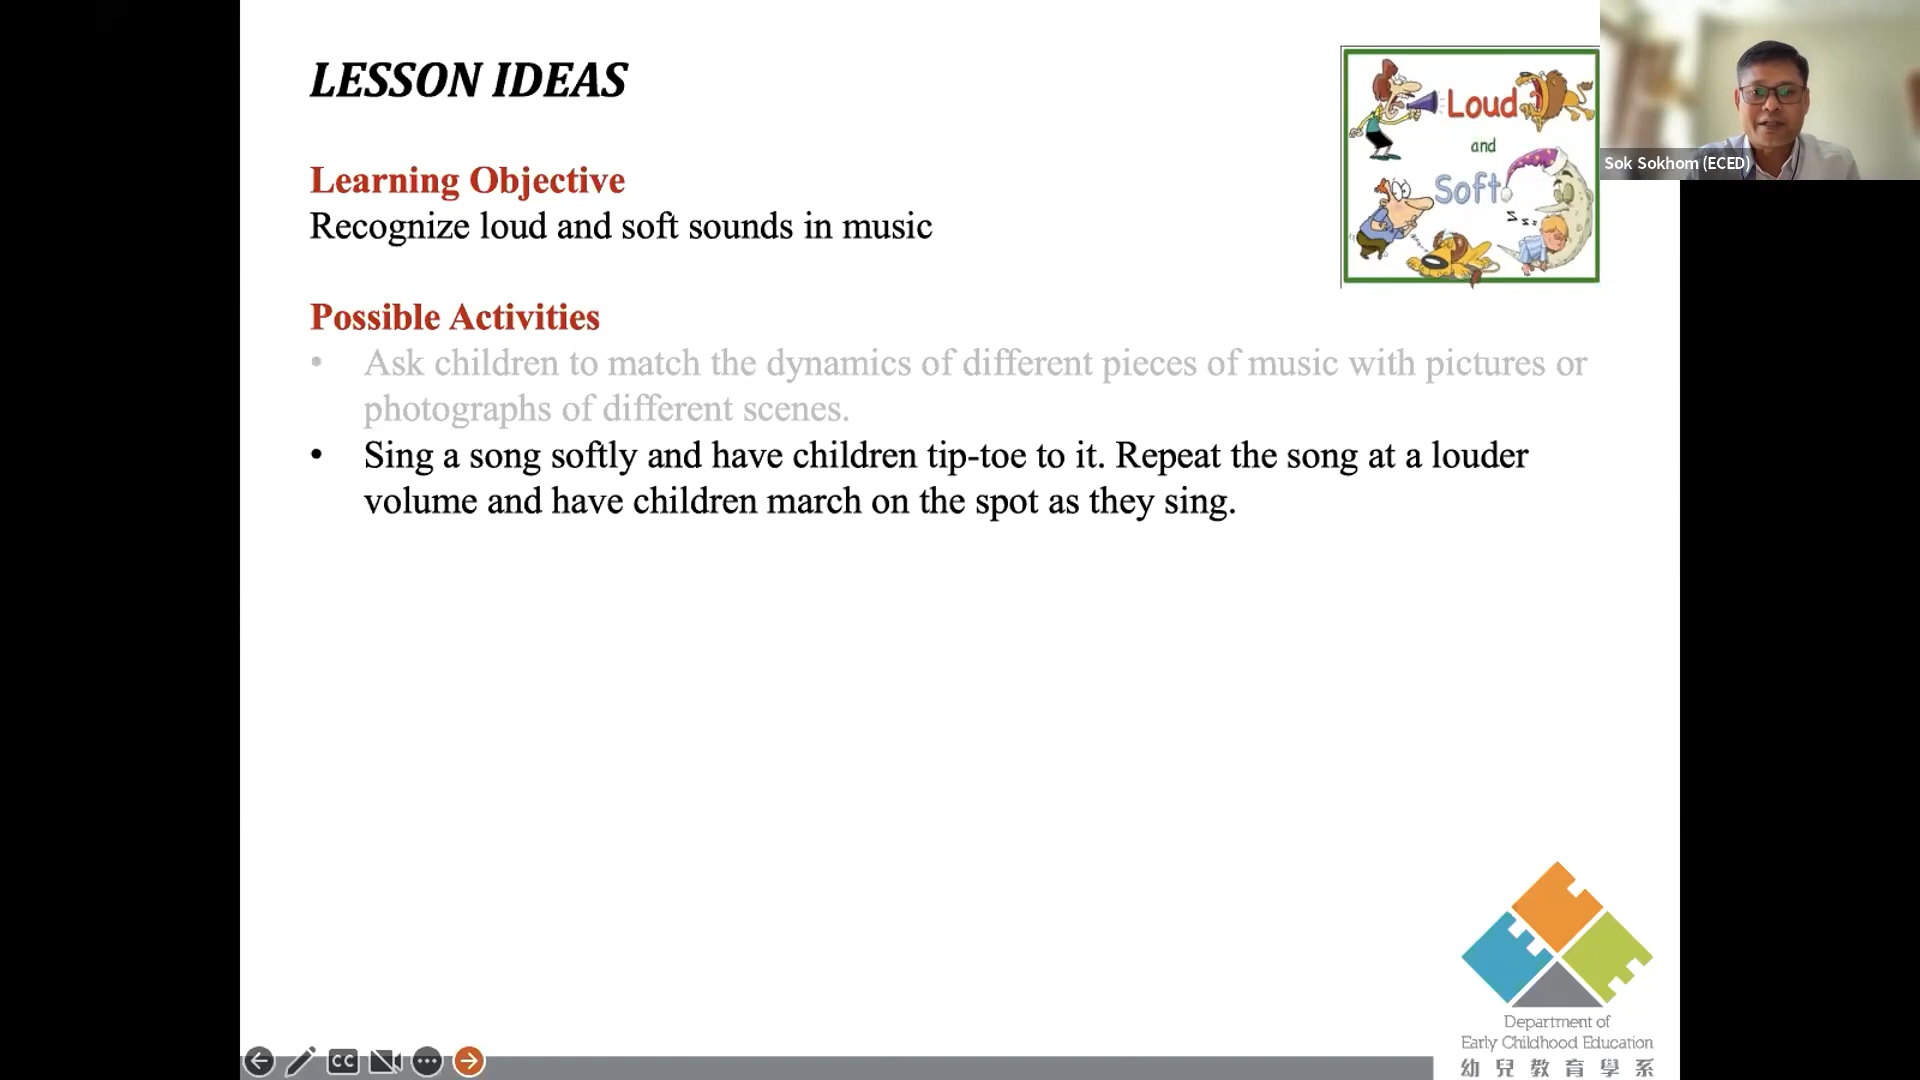 LESSON IDEAS
Learning Objective
Recognize loud and soft sounds in music
Possible Activities
• Ask children to match the dynamics of different pieces of music with pictures or
photographs of different scenes.
• Sing a song softly and have children tip-toe to it. Repeat the song at a louder
volume and have children march on the spot as they sing.
Loud
and
Soft
z z z
Sok Sokhom (ECED)
Department of
Early Childhood Education
幼兒教育學系
CC